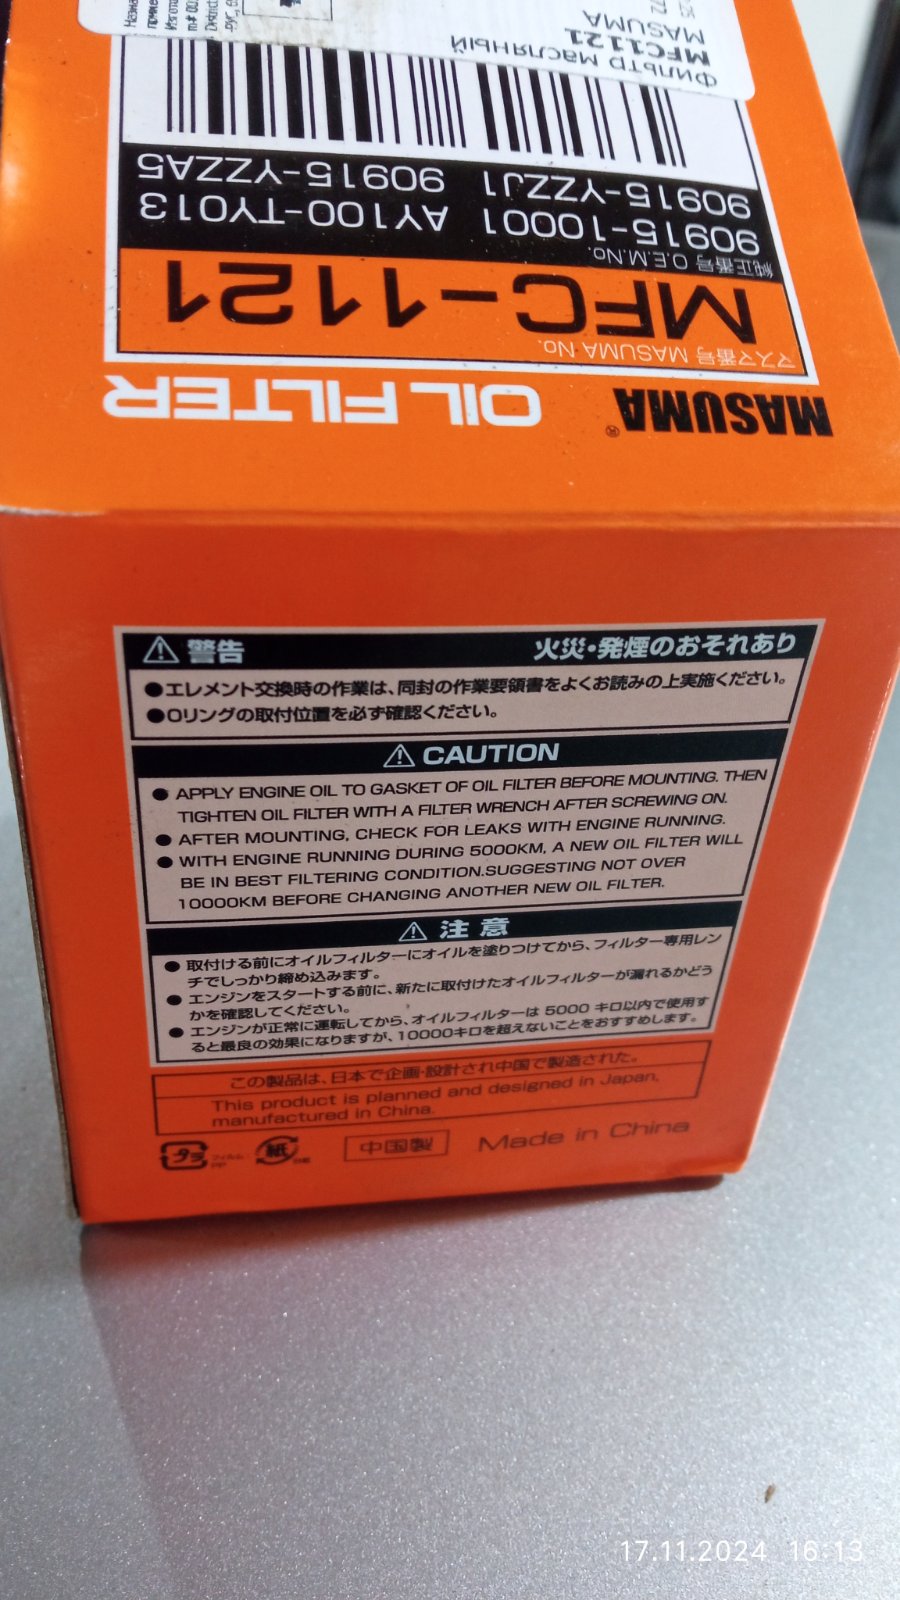 Фильтр масляный
MFC1121
MASUMA
90915-YZZJ1 90915-YZZA5
90915-10001 AY100-TY013
純正番号 O.E.M.No.
MFC-1121
マスマ番号 MASUMA No.
MASUMA® OIL FILTER
警告 火災・発煙のおそれあり
●エレメント交換時の作業は、同封の作業要領書をよくお読みの上実施ください。
●Oリングの取付位置を必ず確認ください。
CAUTION
● APPLY ENGINE OIL TO GASKET OF OIL FILTER BEFORE MOUNTING. THEN
TIGHTEN OIL FILTER WITH A FILTER WRENCH AFTER SCREWING ON.
● AFTER MOUNTING, CHECK FOR LEAKS WITH ENGINE RUNNING.
● WITH ENGINE RUNNING DURING 5000KM, A NEW OIL FILTER WILL
BE IN BEST FILTERING CONDITION.SUGGESTING NOT OVER
10000KM BEFORE CHANGING ANOTHER NEW OIL FILTER.
注意
● 取付ける前にオイルフィルターにオイルを塗りつけてから、フィルター専用レン
チでしっかり締め込みます。
● エンジンをスタートする前に、新たに取付けたオイルフィルターが漏れるかどう
かを確認してください。
● エンジンが正常に運転してから、オイルフィルターは 5000 キロ以内で使用す
ると最良の効果になりますが、10000キロを超えないことをおすすめします。
この製品は、日本で企画・設計され中国で製造された。
This product is planned and designed in Japan,
manufactured in China.
プラ フィルム: PP 紙 中国製 Made in China
17.11.2024 16:13